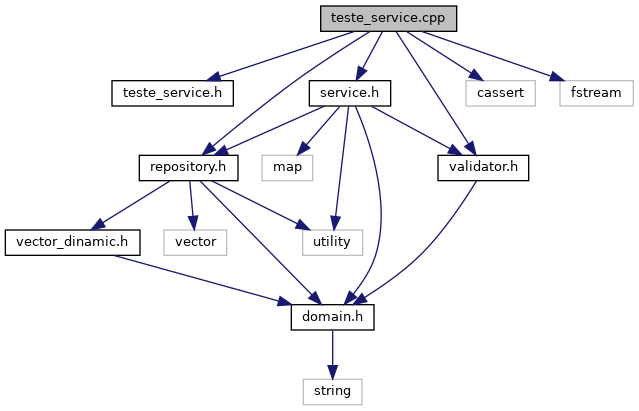 teste_service.cpp
teste_service.h
service.h
cassert
fstream
repository.h
map
validator.h
vector_dinamic.h
vector
utility
domain.h
string